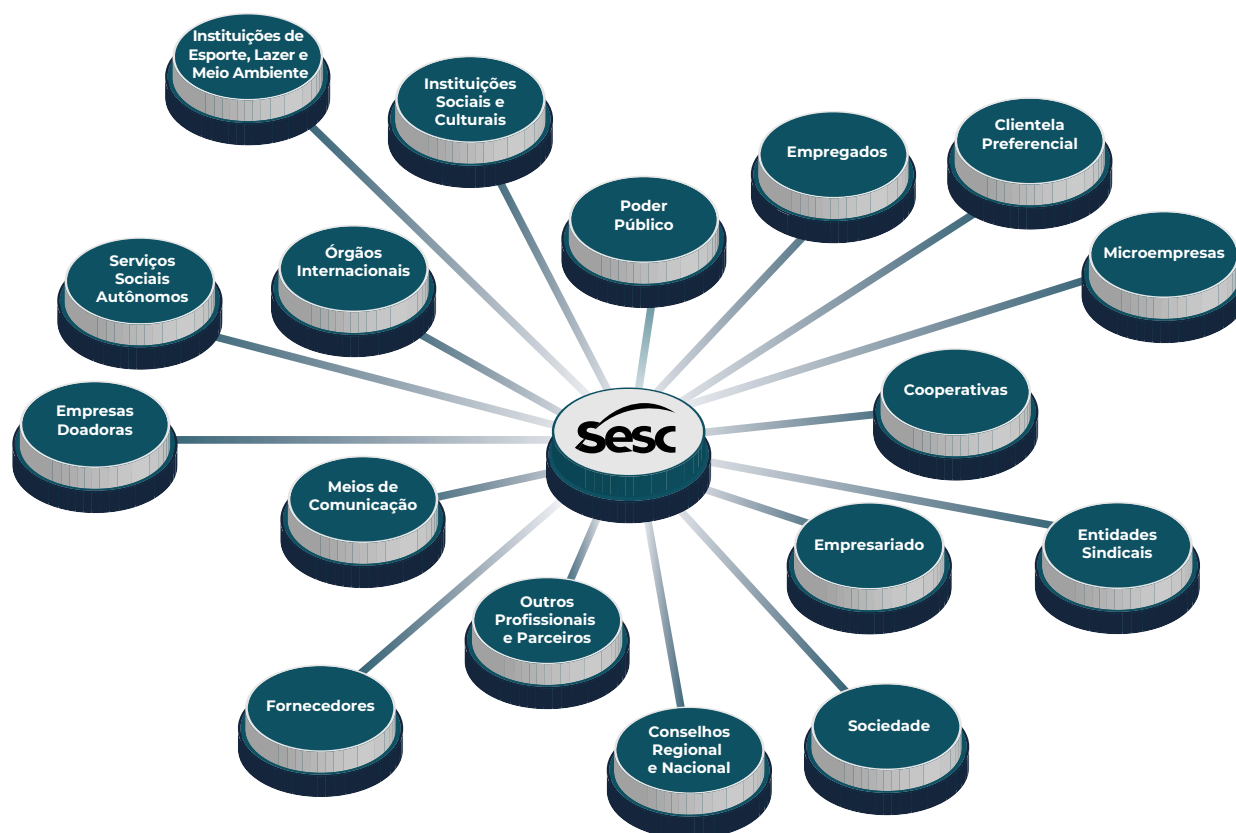 Instituições de
Esporte, Lazer e
Meio Ambiente
Instituições
Sociais e
Culturais
Empregados
Clientela
Preferencial
Poder
Público
Microempresas
Serviços
Sociais
Autônomos
Órgãos
Internacionais
Cooperativas
Empresas
Doadoras
Sesc
Meios de
Comunicação
Empresariado
Entidades
Sindicais
Outros
Profissionais
e Parceiros
Fornecedores
Conselhos
Regional
e Nacional
Sociedade